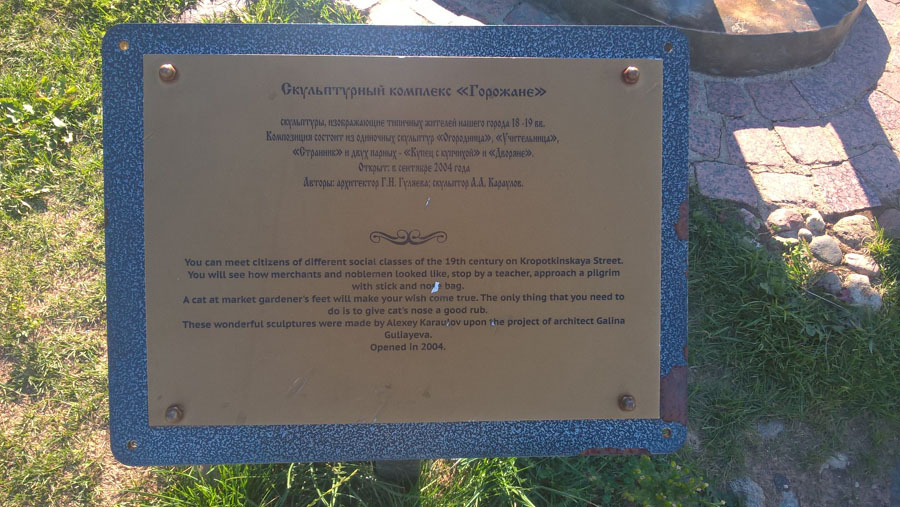 Скульптурный комплекс «Горожане»
скульптуры, изображающие типичных жителей нашего города 18 -19 вв.
Композиция состоит из одиночных скульптур «Огородница», «Учительница»,
«Странник» и двух парных - «Купец с купчихой» и «Дворяне».
Открыт: в сентябре 2004 года
Авторы: архитектор Г.Н. Гуляева; скульптор А.А. Караулов.
You can meet citizens of different social classes of the 19th century on Kropotkinskaya Street.
You will see how merchants and noblemen looked like, stop by a teacher, approach a pilgrim
with stick and bag.
A cat at market gardener's feet will make your wish come true. The only thing that you need to
do is to give cat's nose a good rub.
These wonderful sculptures were made by Alexey Karaulov upon the project of architect Galina
Guliayeva.
Opened in 2004.